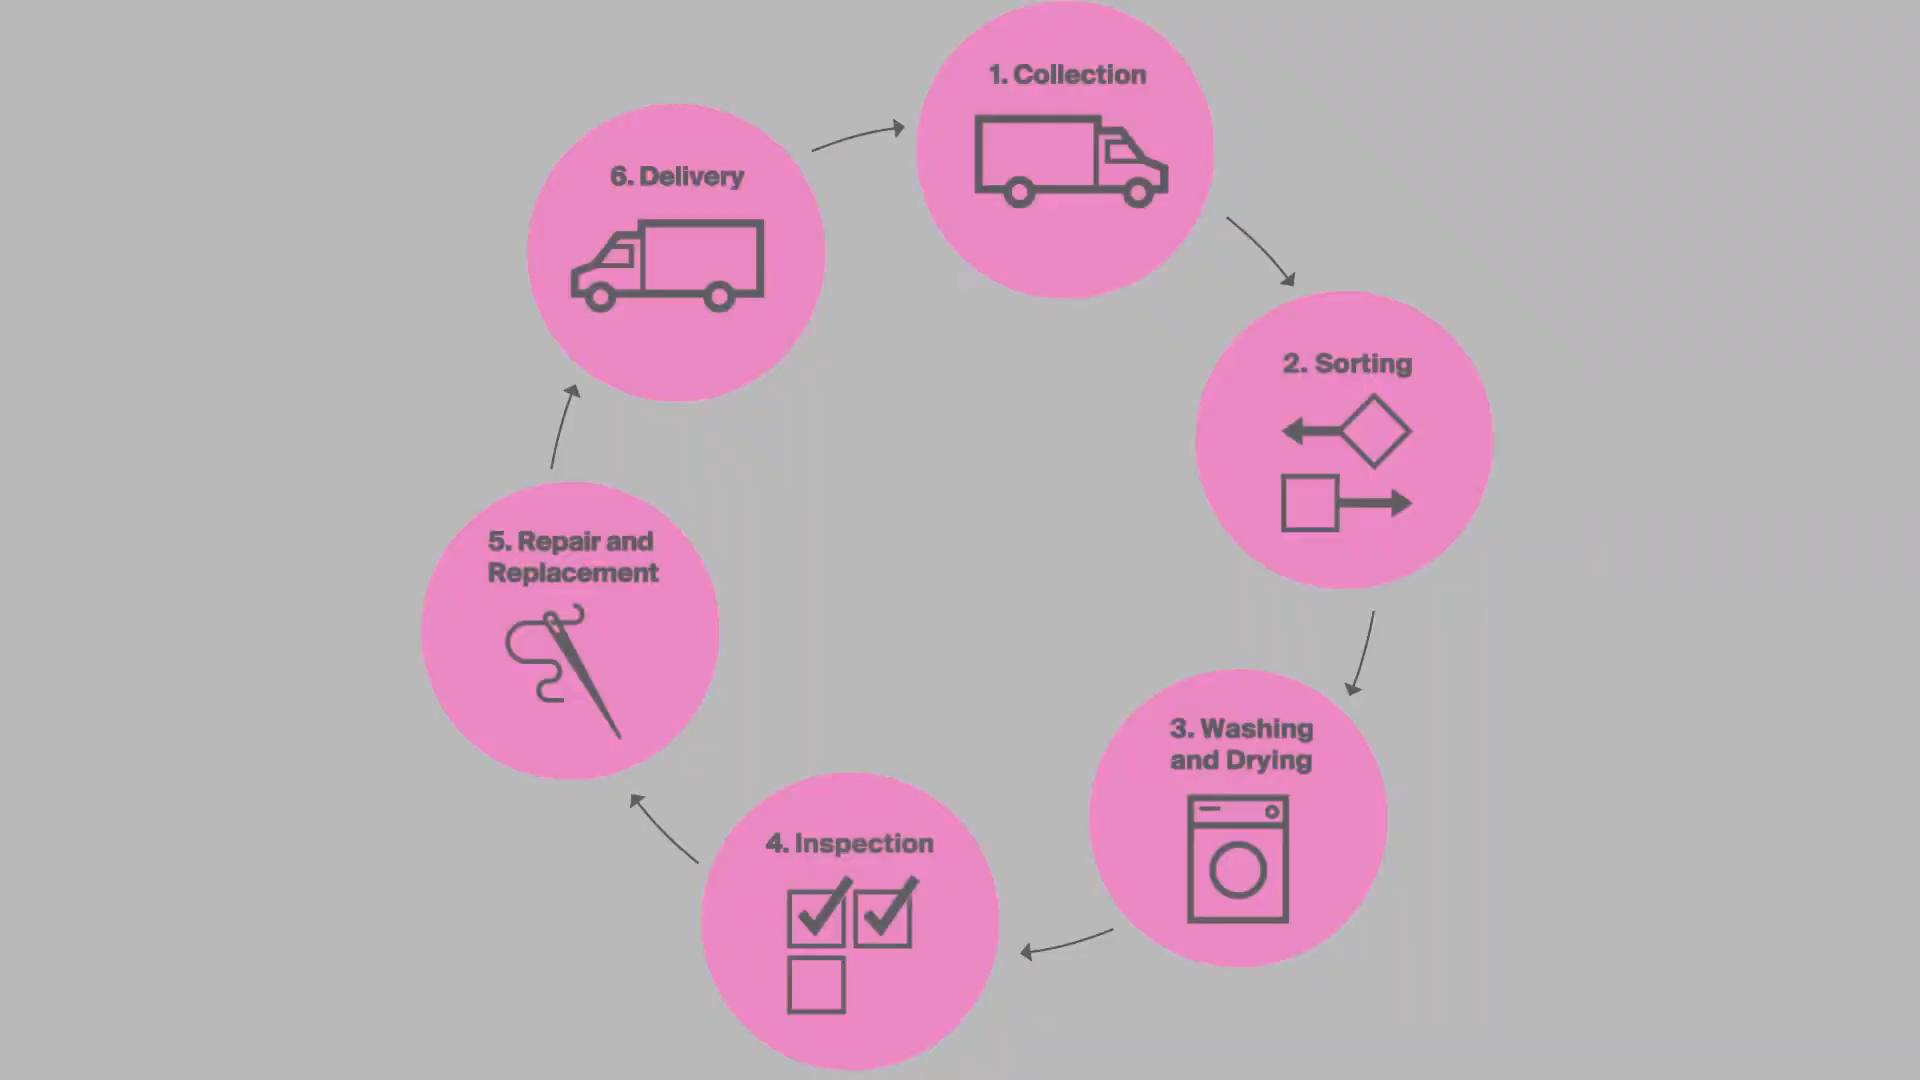 1. Collection
2. Sorting
3. Washing
and Drying
4. Inspection
5. Repair and
Replacement
6. Delivery